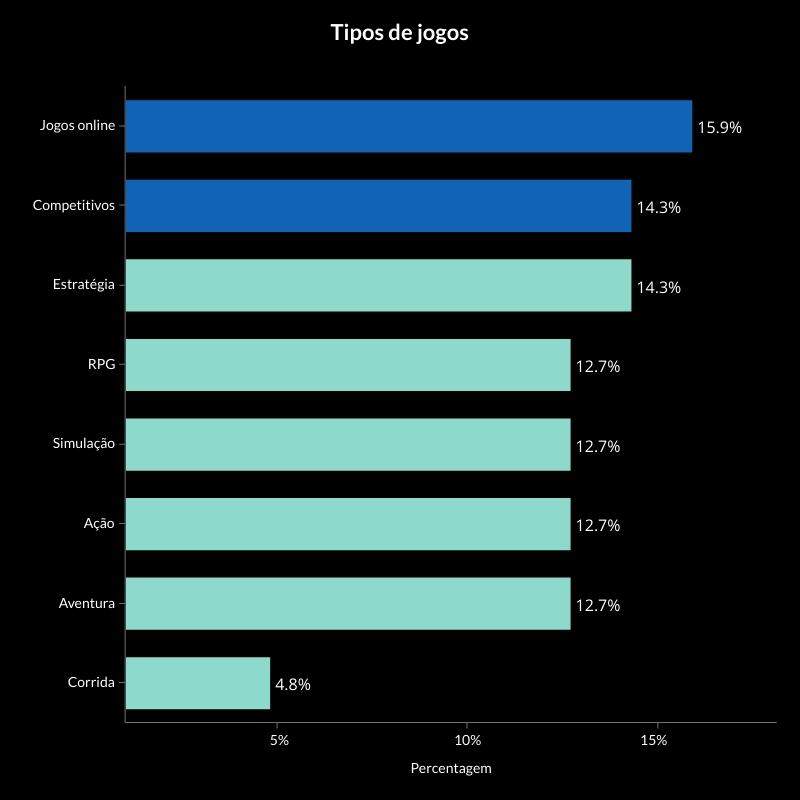 Tipos de jogos
Jogos online 15.9%
Competitivos 14.3%
Estratégia 14.3%
RPG 12.7%
Simulação 12.7%
Ação 12.7%
Aventura 12.7%
Corrida 4.8%
5% 10% 15%
Percentagem